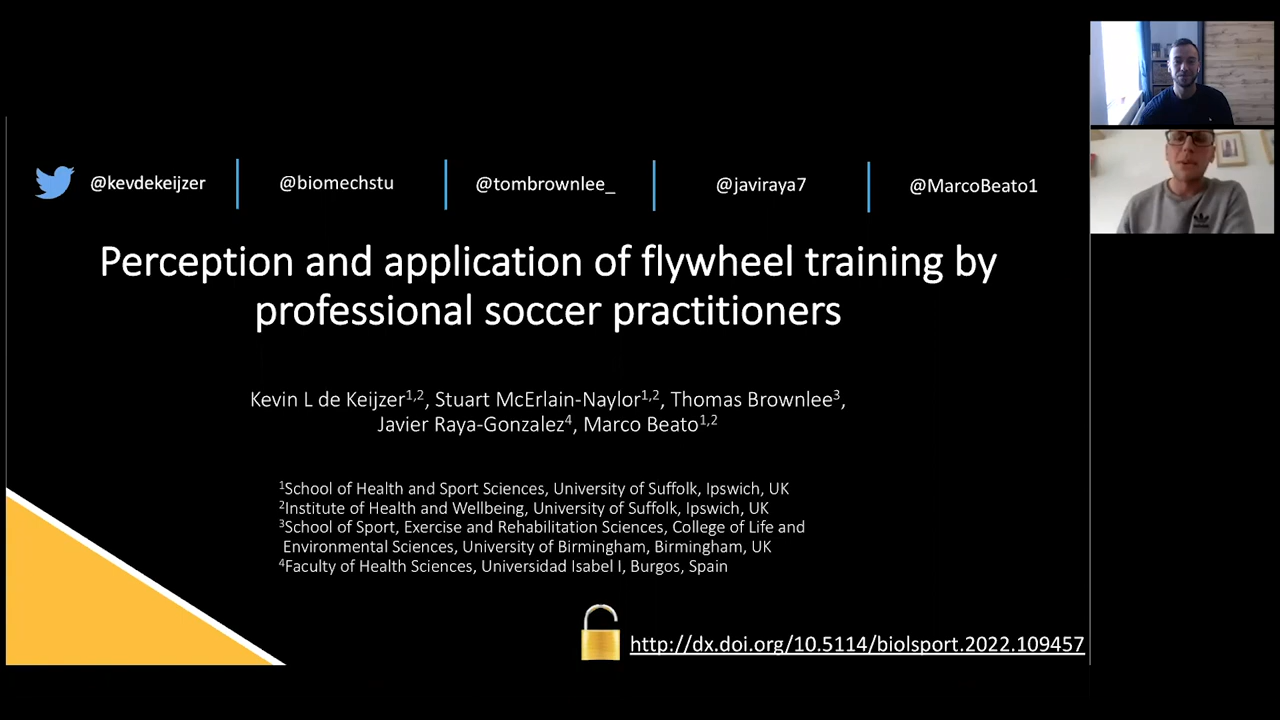 @kevdekeijzer
@biomechstu
@tombrownlee_
@javiraya7
@MarcoBeato1
Perception and application of flywheel training by
professional soccer practitioners
Kevin L de Keijzer1,2, Stuart McErlain-Naylor1,2, Thomas Brownlee3,
Javier Raya-Gonzalez4, Marco Beato1,2
1School of Health and Sport Sciences, University of Suffolk, Ipswich, UK
2Institute of Health and Wellbeing, University of Suffolk, Ipswich, UK
3School of Sport, Exercise and Rehabilitation Sciences, College of Life and
Environmental Sciences, University of Birmingham, Birmingham, UK
4Faculty of Health Sciences, Universidad Isabel I, Burgos, Spain
http://dx.doi.org/10.5114/biolsport.2022.109457